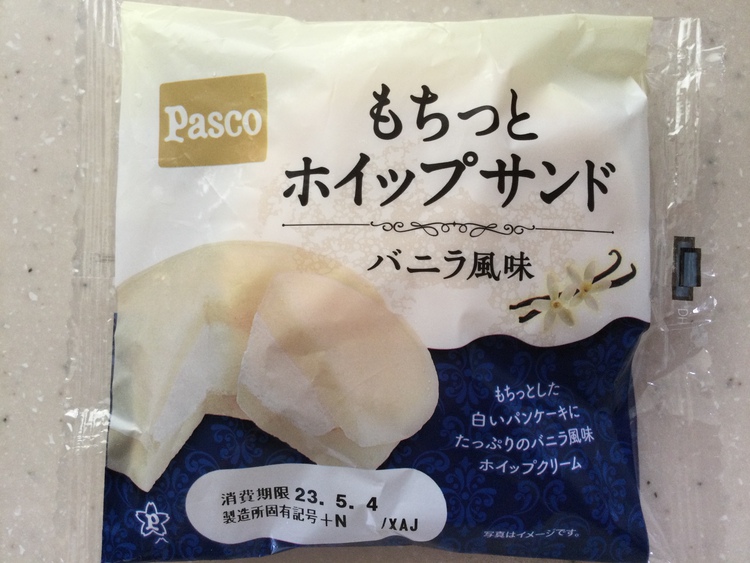 Pasco
もちっと
ホイップサンド
バニラ風味
もちっとした
白いパンケーキに
たっぷりのバニラ風味
ホイップクリーム
消費期限 23. 5. 4
製造所固有記号+N /XAJ
写真はイメージです。